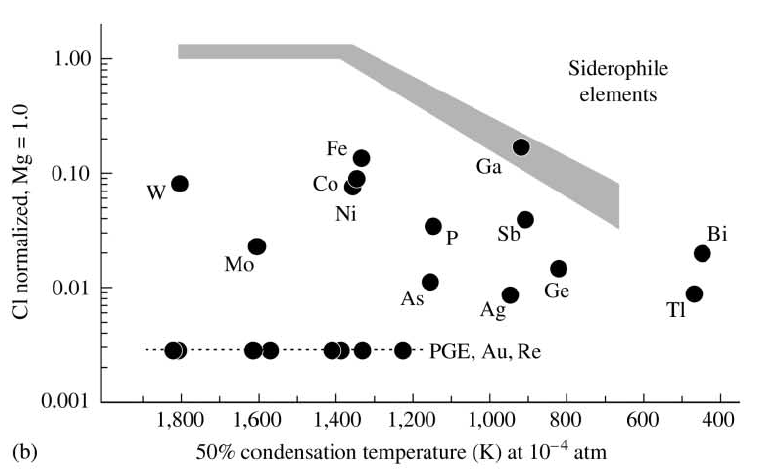 1.00
Siderophile
elements
Fe
Ga
0.10
W
Co
Ni
P
Sb
Bi
Mo
As
Ag
Ge
Tl
0.01
PGE, Au, Re
0.001
CI normalized, Mg = 1.0
1,800 1,600 1,400 1,200 1,000 800 600 400
(b) 50% condensation temperature (K) at 10⁻⁴ atm